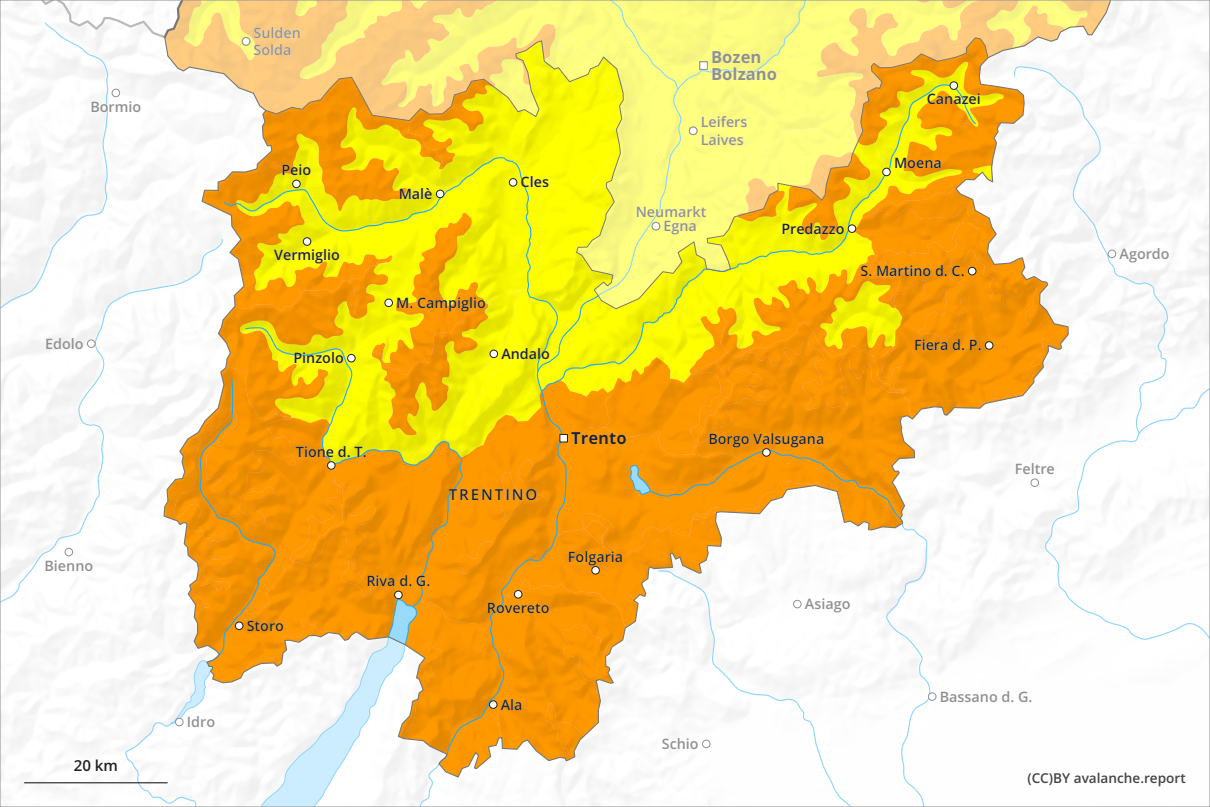 Sulden
Solda
Bozen
Bolzano
Bormio
Canazei
Leifers
Laives
Moena
Peio
Malè
Cles
Neumarkt
Egna
Predazzo
Vermiglio
Agordo
S. Martino d. C.
M. Campiglio
Edolo
Fiera d. P.
Pinzolo
Andalo
Trento
Borgo Valsugana
Tione d. T.
Feltre
TRENTINO
Bienno
Folgaria
Riva d. G.
Rovereto
Asiago
Storo
Bassano d. G.
Ala
Idro
Schio
20 km
(CC)BY avalanche.report